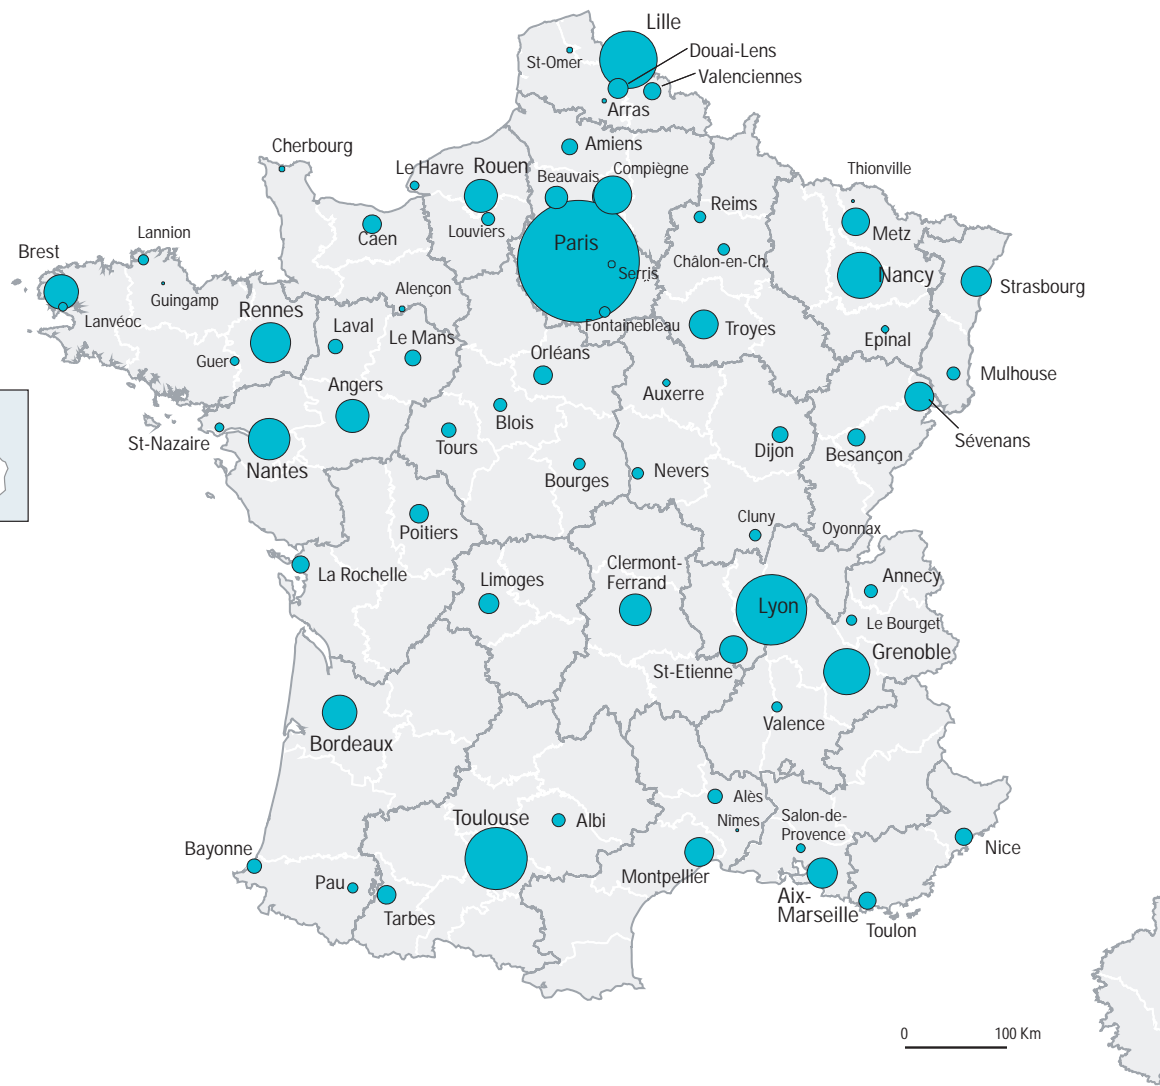 Lille
Douai-Lens
St-Omer
Valenciennes
Arras
Amiens
Cherbourg
Le Havre
Rouen
Beauvais
Compiègne
Thionville
Reims
Louviers
Caen
Metz
Paris
Lannion
Brest
Châlon-en-Ch.
Serris
Nancy
Strasbourg
Guingamp
Alençon
Lanvéoc
Rennes
Laval
Le Mans
Fontainebleau
Troyes
Epinal
Guer
Orléans
Mulhouse
Angers
Auxerre
Blois
St-Nazaire
Tours
Dijon
Besançon
Sévenans
Nantes
Bourges
Nevers
Cluny
Oyonnax
Poitiers
Clermont-
Ferrand
La Rochelle
Limoges
Annecy
Lyon
Le Bourget
Grenoble
St-Etienne
Valence
Bordeaux
Alès
Nîmes
Salon-de-
Provence
Toulouse
Albi
Bayonne
Nice
Montpellier
Pau
Tarbes
Aix-
Marseille
Toulon
0 100 Km